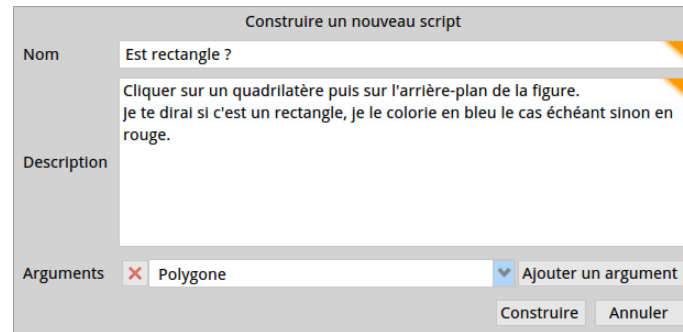 Construire un nouveau script
Nom
Est rectangle ?
Description
Cliquer sur un quadrilatère puis sur l'arrière-plan de la figure.
Je te dirai si c'est un rectangle, je le colorie en bleu le cas échéant sinon en
rouge.
Arguments
Polygone
Ajouter un argument
Construire
Annuler